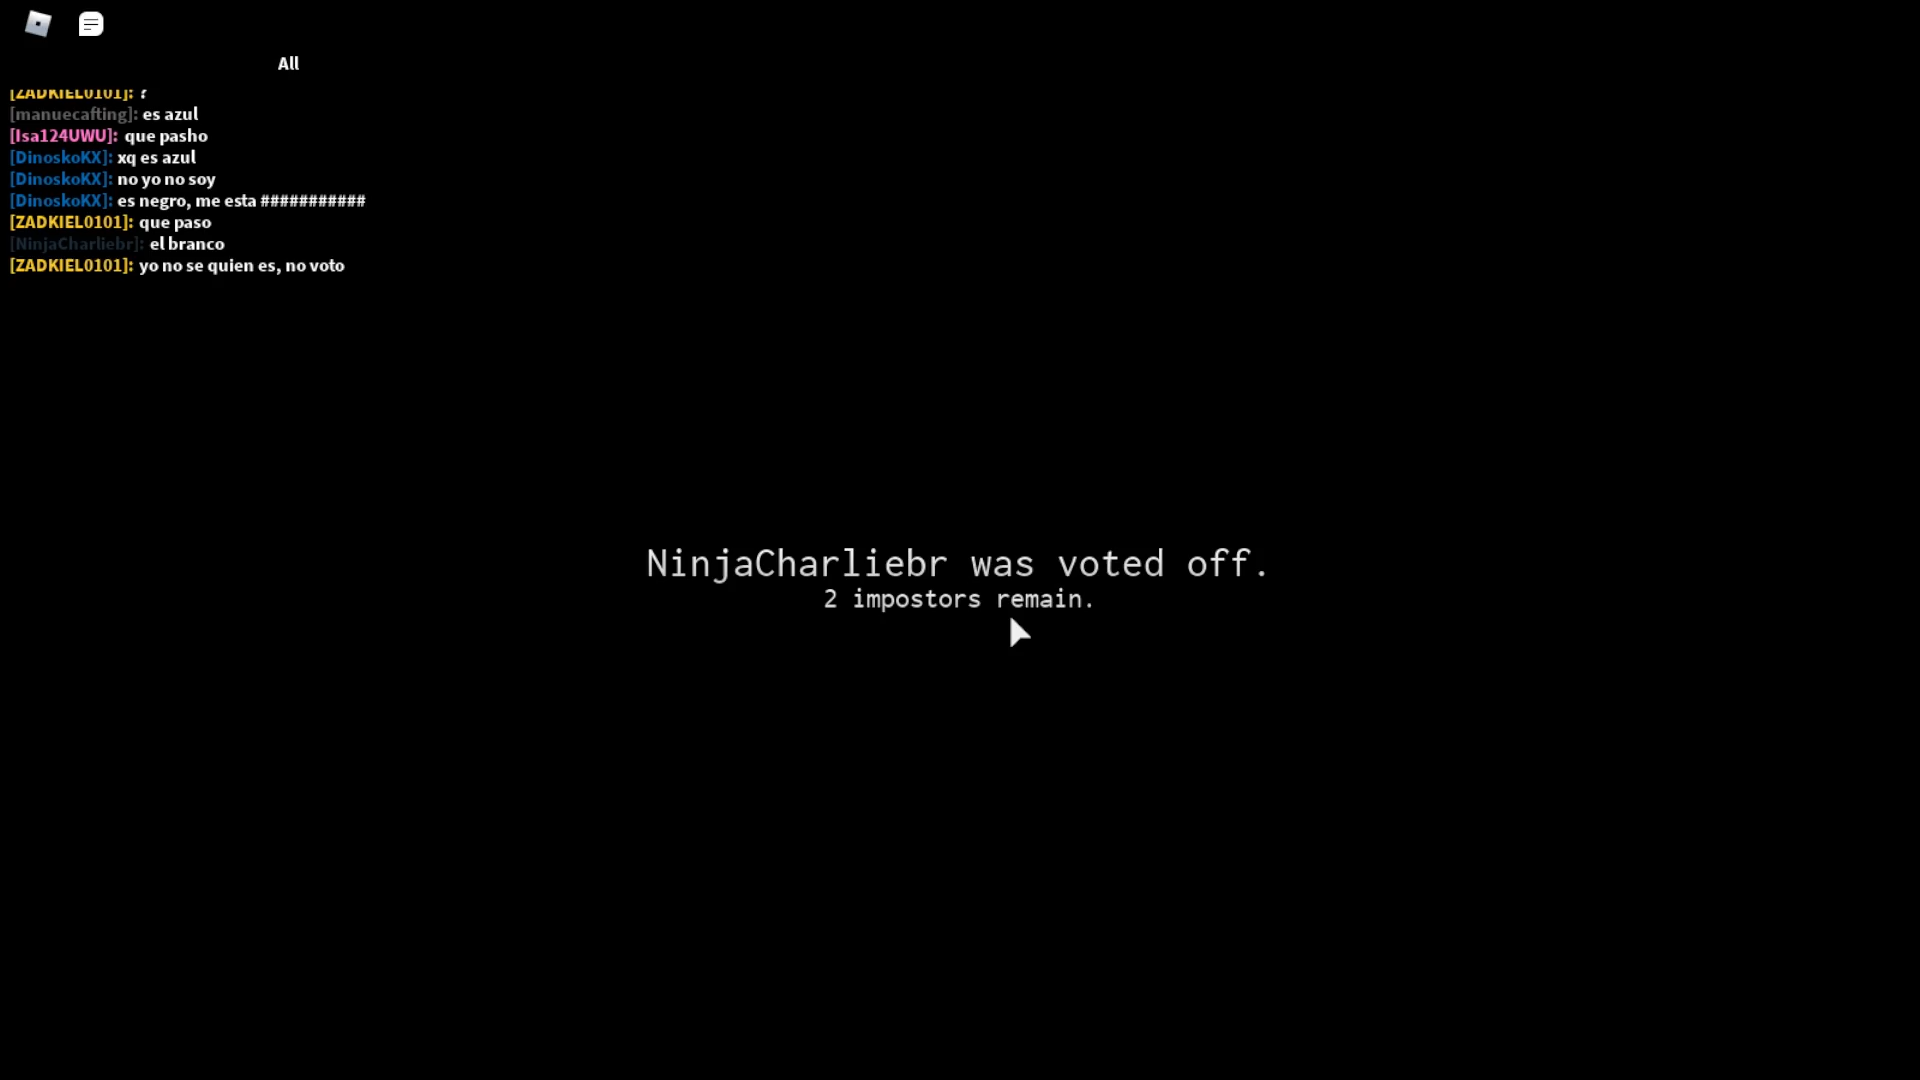 All
[ZADKIEL0101]: ?
[manuecafting]: es azul
[Isa124UWU]: que pasho
[DinoskoKX]: xq es azul
[DinoskoKX]: no yo no soy
[DinoskoKX]: es negro, me esta ###########
[ZADKIEL0101]: que paso
[NinjaCharliebr]: el branco
[ZADKIEL0101]: yo no se quien es, no voto
NinjaCharliebr was voted off.
2 impostors remain.